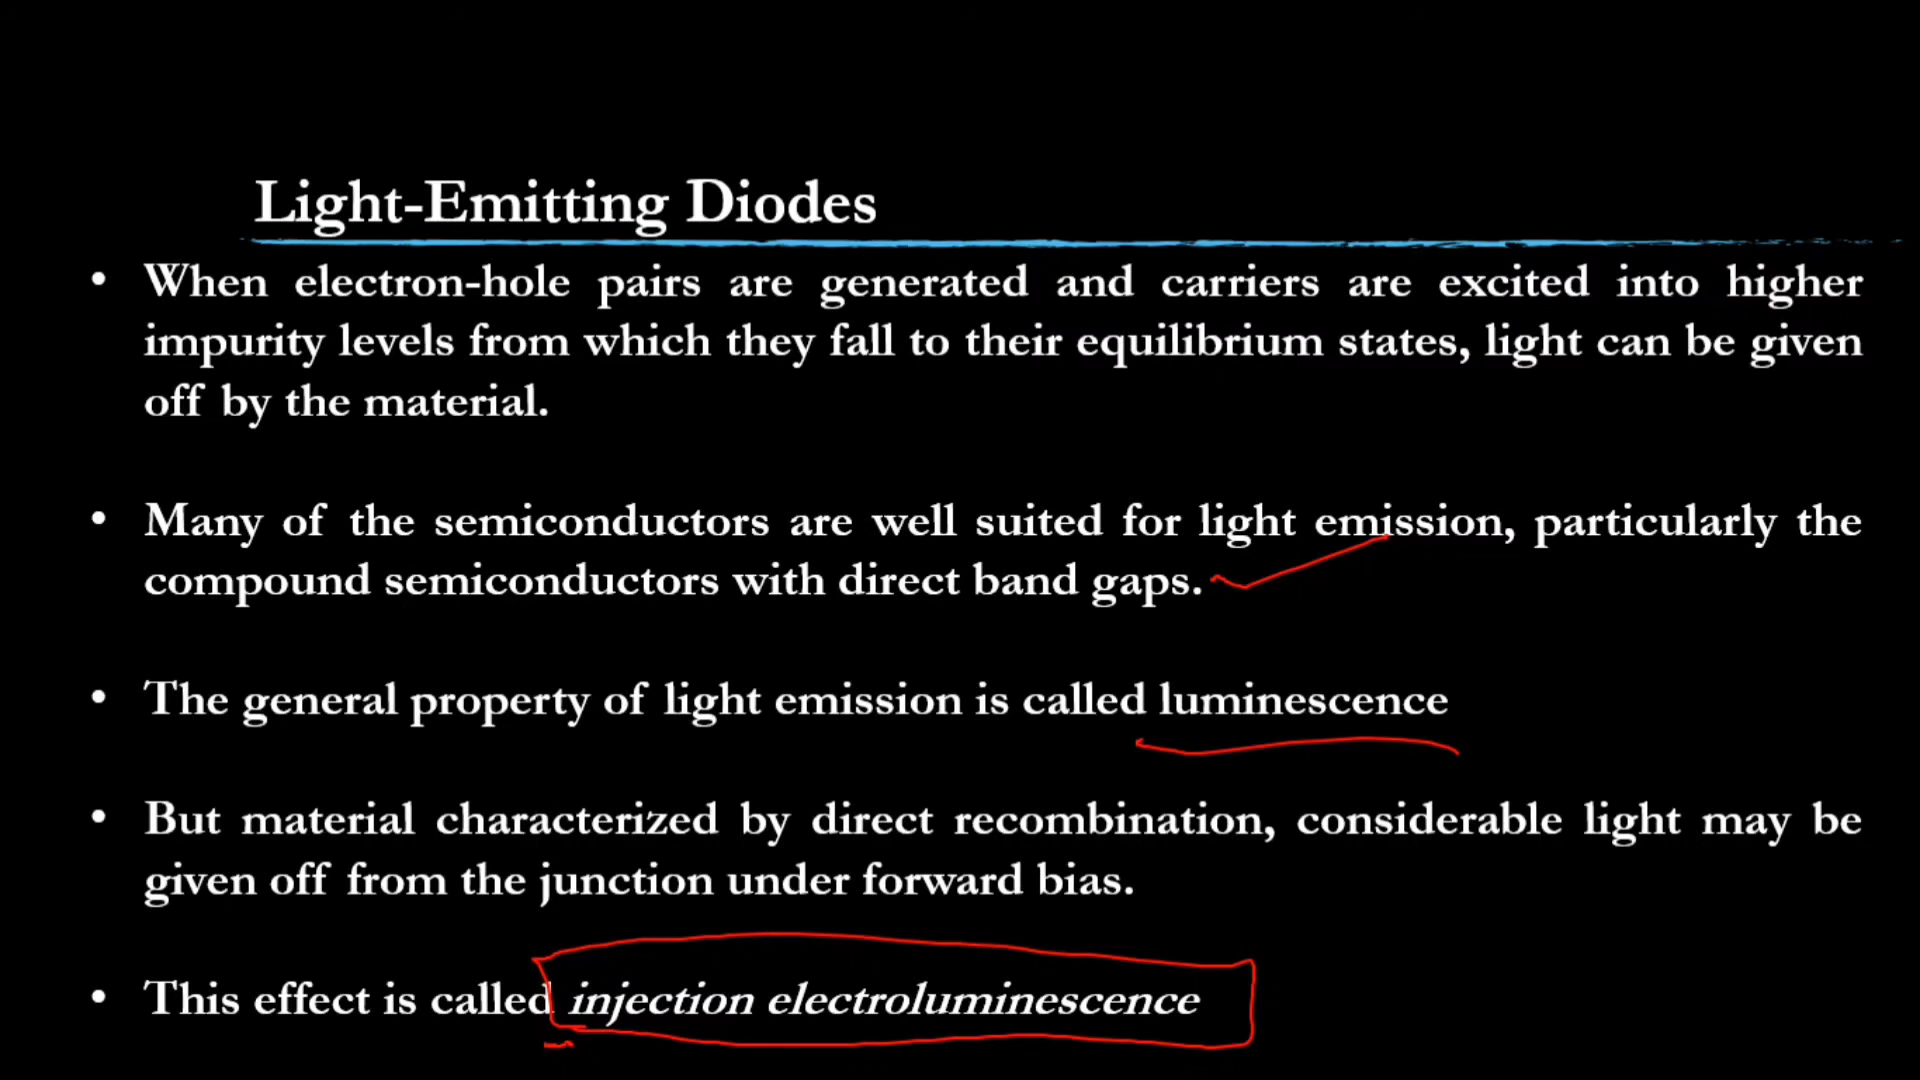 Light-Emitting Diodes
• When electron-hole pairs are generated and carriers are excited into higher
impurity levels from which they fall to their equilibrium states, light can be given
off by the material.
• Many of the semiconductors are well suited for light emission, particularly the
compound semiconductors with direct band gaps.
• The general property of light emission is called luminescence
• But material characterized by direct recombination, considerable light may be
given off from the junction under forward bias.
• This effect is called injection electroluminescence